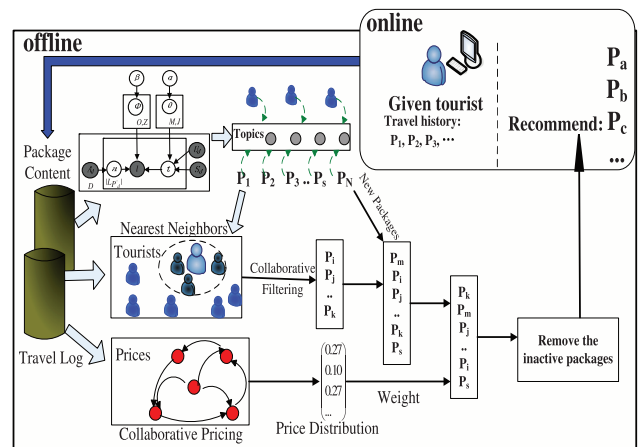 offline
online
Given tourist
Travel history:
P1, P2, P3, ...
Recommend:
Pa
Pb
Pc
...
Package
Content
β
α
Φ
θ
O,Z
M,J
n
l
t
D
Topics
P1 P2 P3 .. Ps PN
New Packages
Nearest Neighbors
Tourists
Collaborative
Filtering
Pi
Pj
..
Pk
Pm
Pi
Pj
..
Pk
Ps
Pk
Pm
Pj
..
Pi
Ps
Remove the
inactive packages
Travel Log
Prices
Collaborative Pricing
0.27
0.10
0.27
...
Price Distribution
Weight